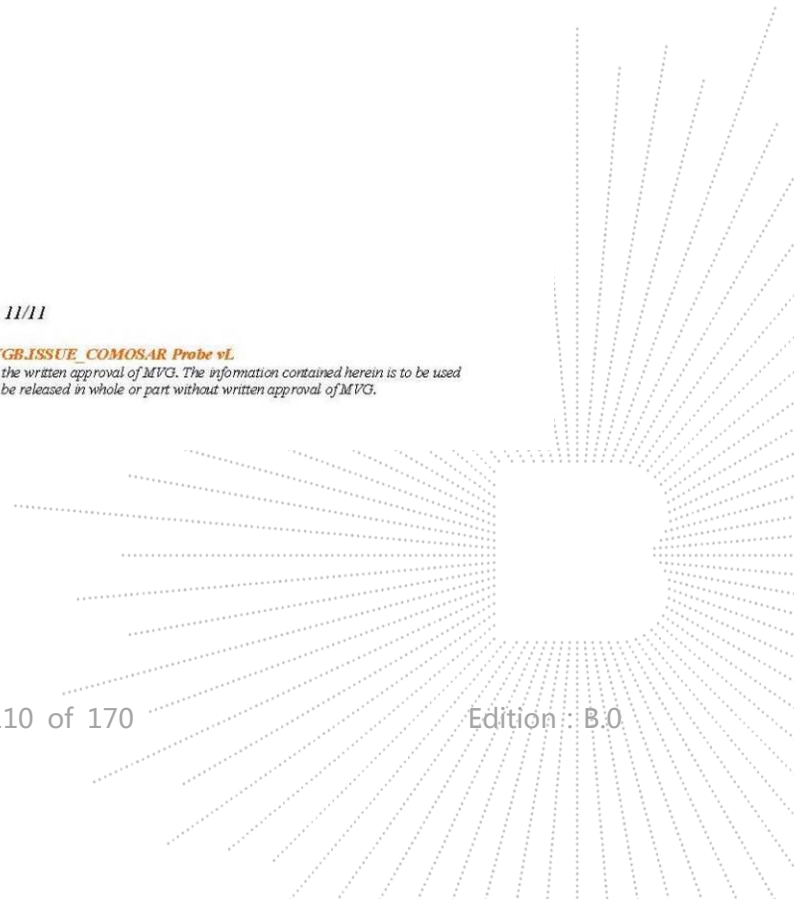 11/11
GB.ISSUE_COMOSAR Probe vL
the written approval of MVG. The information contained herein is to be used
be released in whole or part without written approval of MVG.
10 of 170 Edition : B.0